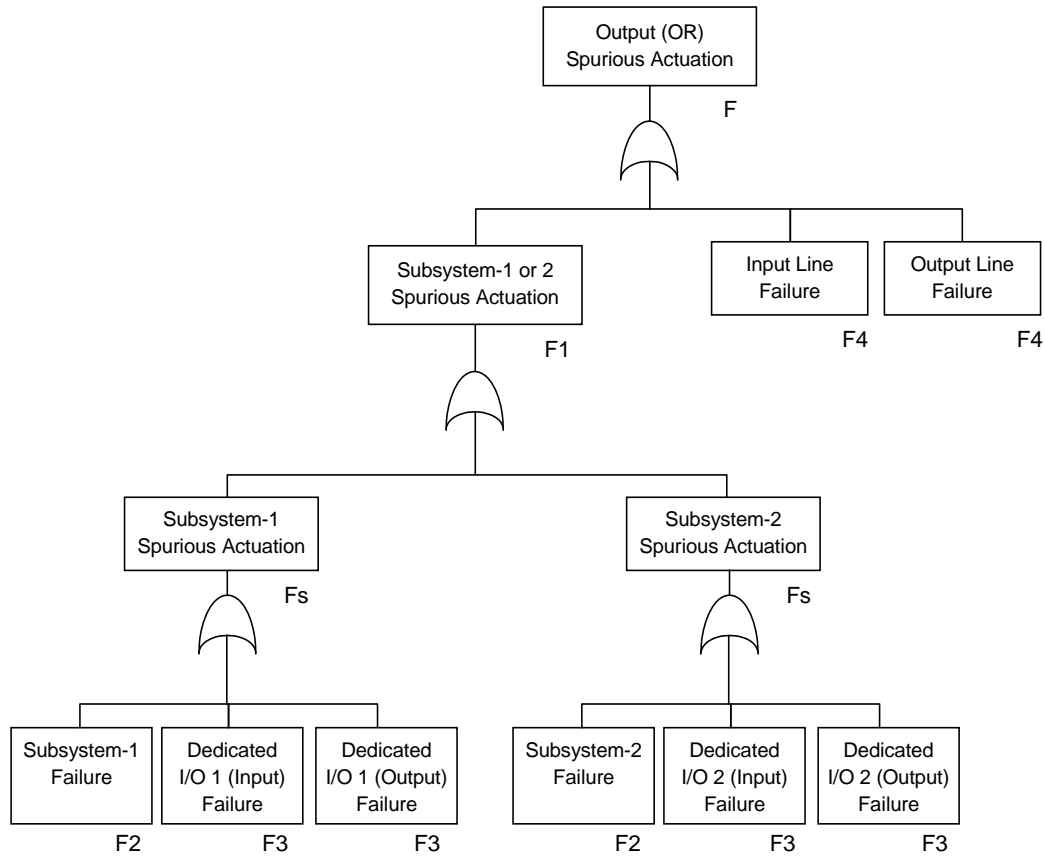 Output (OR)
Spurious Actuation
F
Subsystem-1 or 2
Spurious Actuation
F1
Input Line
Failure
F4
Output Line
Failure
F4
Subsystem-1
Spurious Actuation
Fs
Subsystem-2
Spurious Actuation
Fs
Subsystem-1
Failure
F2
Dedicated
I/O 1 (Input)
Failure
F3
Dedicated
I/O 1 (Output)
Failure
F3
Subsystem-2
Failure
F2
Dedicated
I/O 2 (Input)
Failure
F3
Dedicated
I/O 2 (Output)
Failure
F3